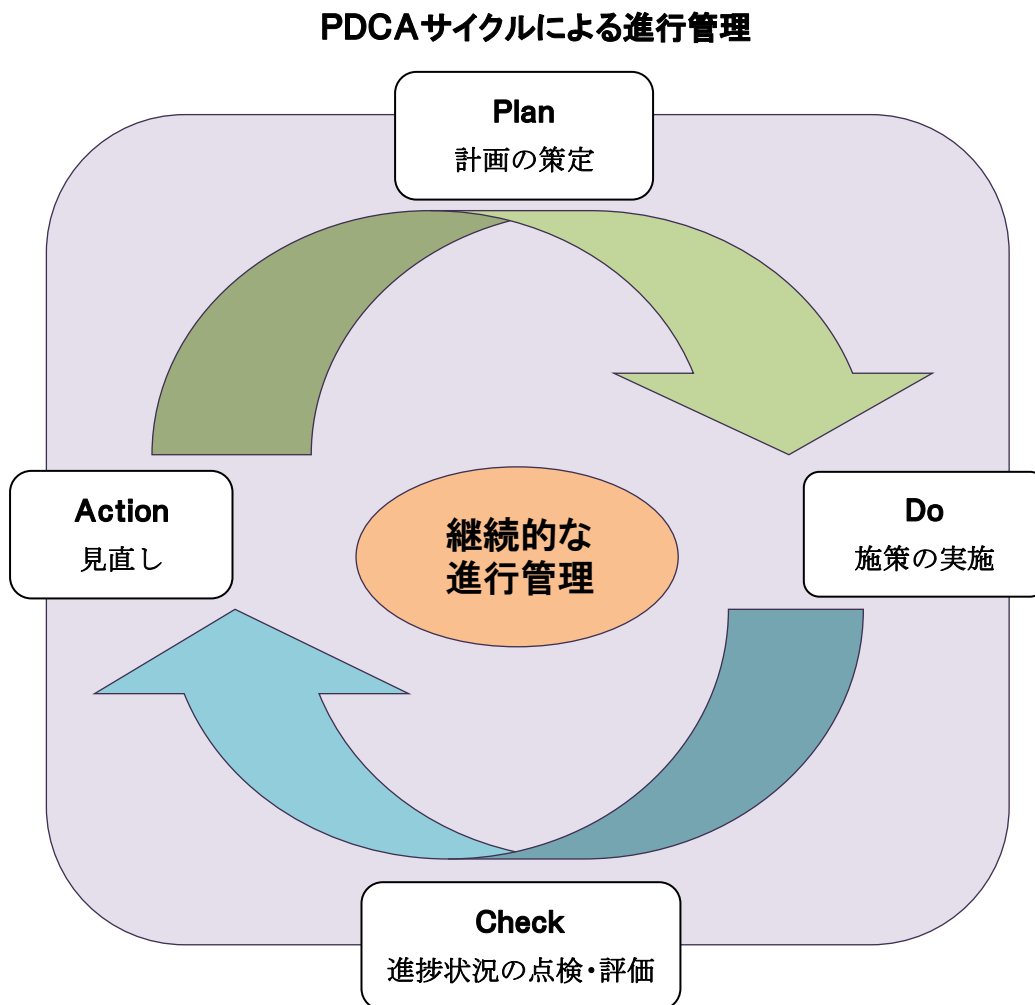 PDCAサイクルによる進行管理
Plan
計画の策定
Action
見直し
継続的な
進行管理
Do
施策の実施
Check
進捗状況の点検・評価